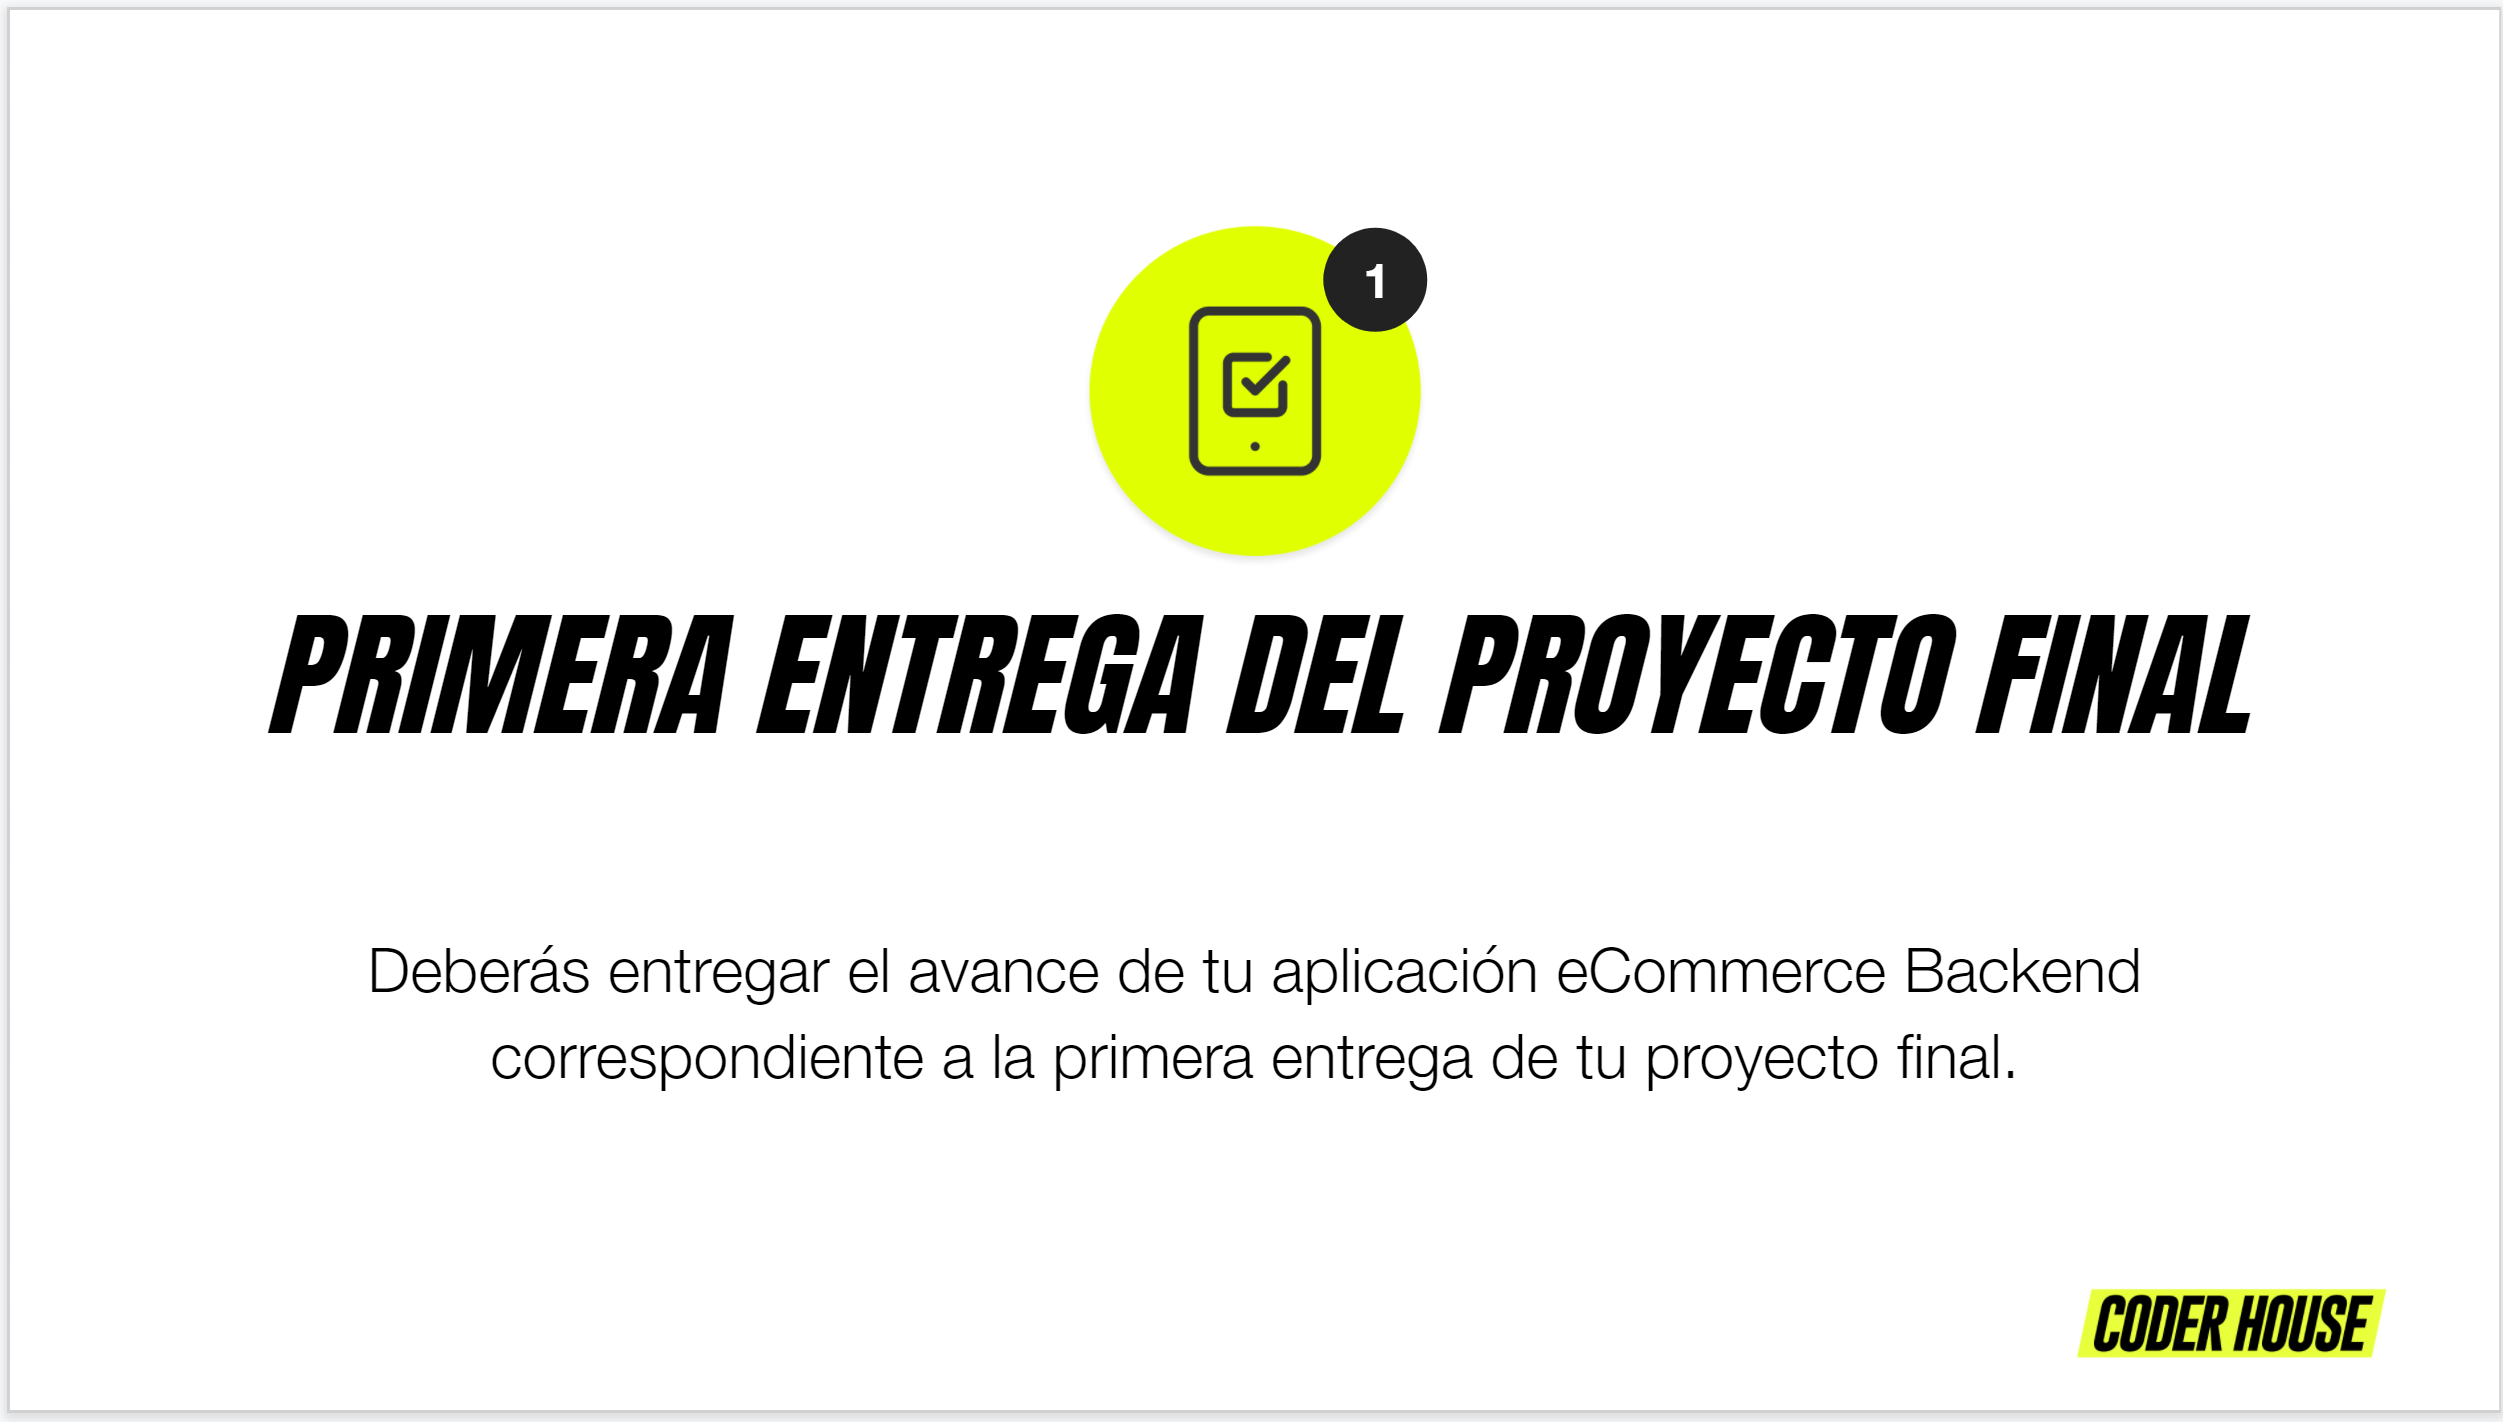 1
PRIMERA ENTREGA DEL PROYECTO FINAL
Deberás entregar el avance de tu aplicación eCommerce Backend
correspondiente a la primera entrega de tu proyecto final.
CODER HOUSE